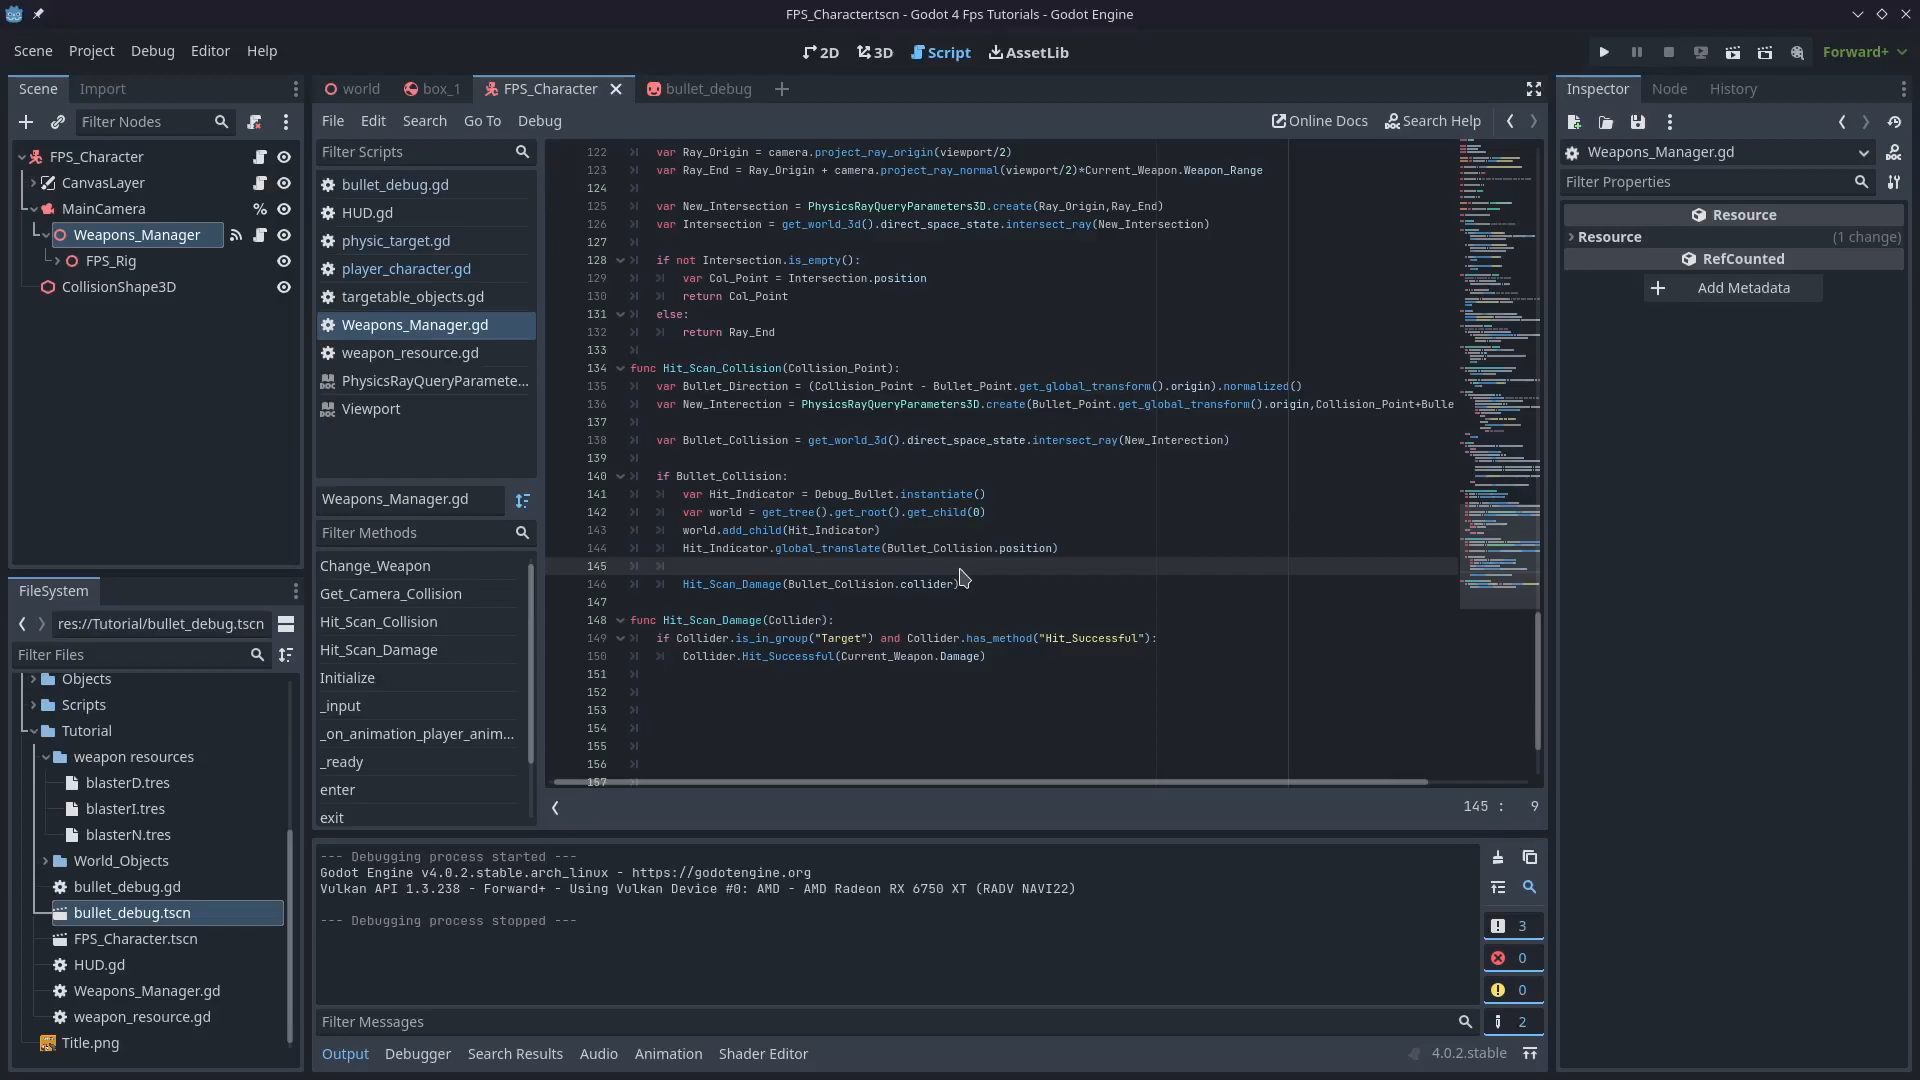 FPS_Character.tscn - Godot 4 Fps Tutorials - Godot Engine
Scene Project Debug Editor Help
2D 3D Script AssetLib
Forward+
Scene Import
Filter Nodes
FPS_Character
CanvasLayer
MainCamera
Weapons_Manager
FPS_Rig
CollisionShape3D
FileSystem
res://Tutorial/bullet_debug.tscn
Filter Files
Objects
Scripts
Tutorial
weapon resources
blasterD.tres
blasterI.tres
blasterN.tres
World_Objects
bullet_debug.gd
bullet_debug.tscn
FPS_Character.tscn
HUD.gd
Weapons_Manager.gd
weapon_resource.gd
Title.png
world box_1 FPS_Character bullet_debug
File Edit Search Go To Debug
Online Docs Search Help
Filter Scripts
bullet_debug.gd
HUD.gd
physic_target.gd
player_character.gd
targetable_objects.gd
Weapons_Manager.gd
weapon_resource.gd
PhysicsRayQueryParamete...
Viewport
Weapons_Manager.gd
Filter Methods
Change_Weapon
Get_Camera_Collision
Hit_Scan_Collision
Hit_Scan_Damage
Initialize
_input
_on_animation_player_anim...
_ready
enter
exit
122 var Ray_Origin = camera.project_ray_origin(viewport/2)
123 var Ray_End = Ray_Origin + camera.project_ray_normal(viewport/2)*Current_Weapon.Weapon_Range
124
125 var New_Intersection = PhysicsRayQueryParameters3D.create(Ray_Origin,Ray_End)
126 var Intersection = get_world_3d().direct_space_state.intersect_ray(New_Intersection)
127
128 if not Intersection.is_empty():
129 var Col_Point = Intersection.position
130 return Col_Point
131 else:
132 return Ray_End
133
134 func Hit_Scan_Collision(Collision_Point):
135 var Bullet_Direction = (Collision_Point - Bullet_Point.get_global_transform().origin).normalized()
136 var New_Interection = PhysicsRayQueryParameters3D.create(Bullet_Point.get_global_transform().origin,Collision_Point+Bulle
137
138 var Bullet_Collision = get_world_3d().direct_space_state.intersect_ray(New_Interection)
139
140 if Bullet_Collision:
141 var Hit_Indicator = Debug_Bullet.instantiate()
142 var world = get_tree().get_root().get_child(0)
143 world.add_child(Hit_Indicator)
144 Hit_Indicator.global_translate(Bullet_Collision.position)
145
146 Hit_Scan_Damage(Bullet_Collision.collider)
147
148 func Hit_Scan_Damage(Collider):
149 if Collider.is_in_group("Target") and Collider.has_method("Hit_Successful"):
150 Collider.Hit_Successful(Current_Weapon.Damage)
151
152
153
154
155
156
157
145 : 9
--- Debugging process started ---
Godot Engine v4.0.2.stable.arch_linux - https://godotengine.org
Vulkan API 1.3.238 - Forward+ - Using Vulkan Device #0: AMD - AMD Radeon RX 6750 XT (RADV NAVI22)
--- Debugging process stopped ---
3
0
0
2
Filter Messages
Output Debugger Search Results Audio Animation Shader Editor
4.0.2.stable
Inspector Node History
Weapons_Manager.gd
Filter Properties
Resource
Resource (1 change)
RefCounted
Add Metadata